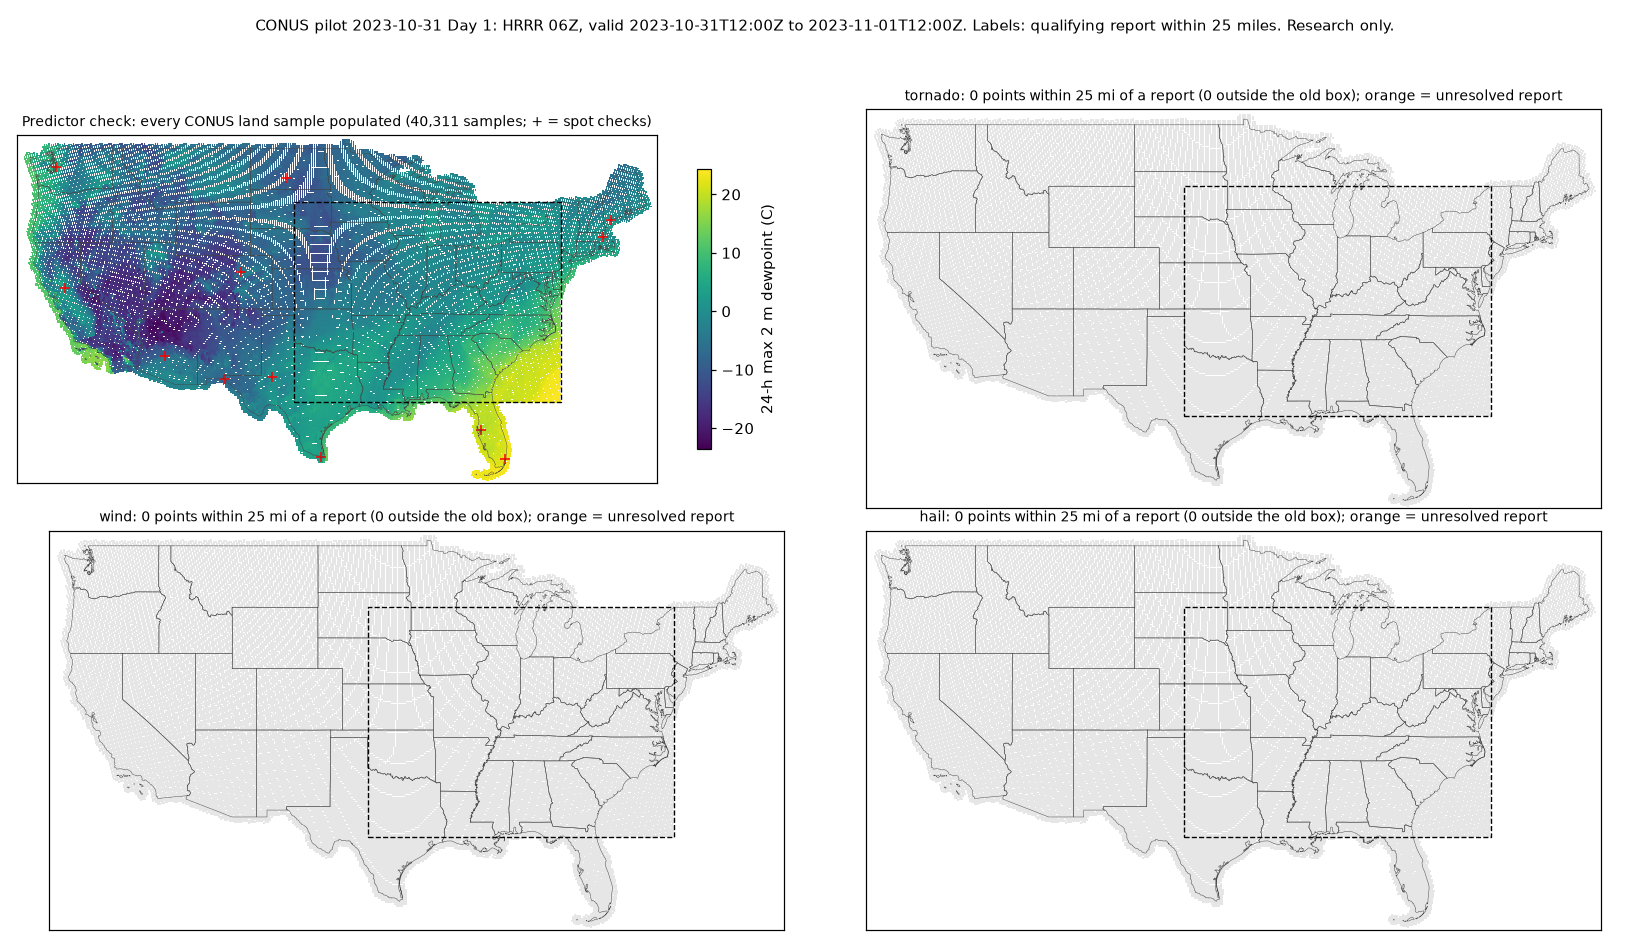 CONUS pilot 2023-10-31 Day 1: HRRR 06Z, valid 2023-10-31T12:00Z to 2023-11-01T12:00Z. Labels: qualifying report within 25 miles. Research only.
Predictor check: every CONUS land sample populated (40,311 samples; + = spot checks)
20
10
0
−10
−20
24-h max 2 m dewpoint (C)
tornado: 0 points within 25 mi of a report (0 outside the old box); orange = unresolved report
wind: 0 points within 25 mi of a report (0 outside the old box); orange = unresolved report
hail: 0 points within 25 mi of a report (0 outside the old box); orange = unresolved report